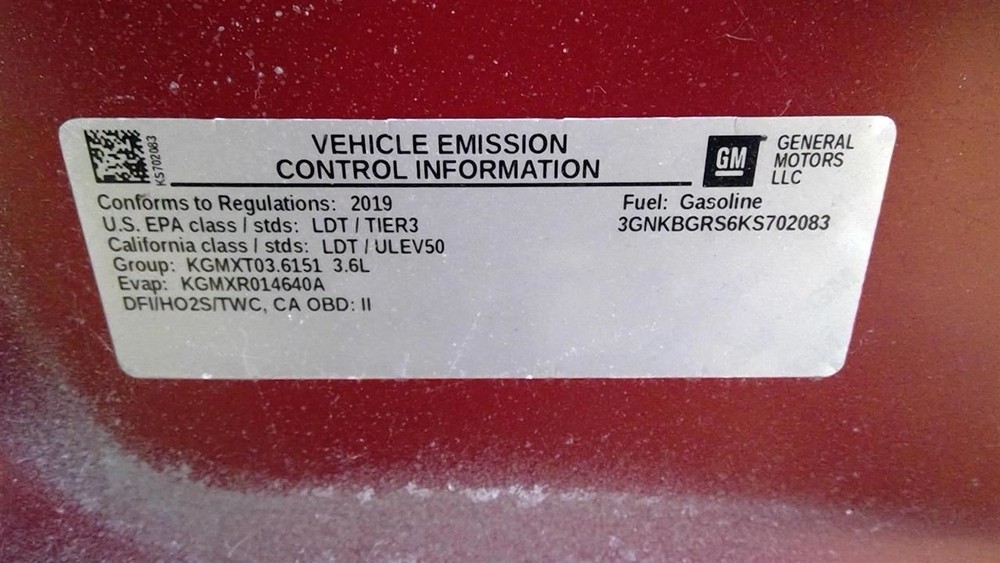 KS702083
VEHICLE EMISSION
CONTROL INFORMATION
GM
GENERAL
MOTORS
LLC
Conforms to Regulations: 2019
U.S. EPA class / stds: LDT / TIER3
California class / stds: LDT / ULEV50
Group: KGMXT03.6151 3.6L
Evap: KGMXR014640A
DFI/HO2S/TWC, CA OBD: II
Fuel: Gasoline
3GNKBGRS6KS702083